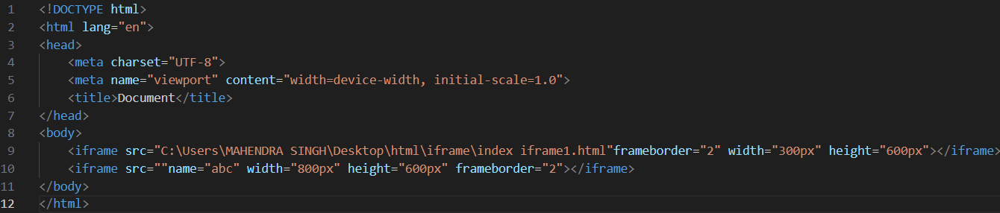 1 <!DOCTYPE html>
2 <html lang="en">
3 <head>
4     <meta charset="UTF-8">
5     <meta name="viewport" content="width=device-width, initial-scale=1.0">
6     <title>Document</title>
7 </head>
8 <body>
9     <iframe src="C:\Users\MAHENDRA SINGH\Desktop\html\iframe\index iframe1.html"frameborder="2" width="300px" height="600px"></iframe>
10     <iframe src=""name="abc" width="800px" height="600px" frameborder="2"></iframe>
11 </body>
12 </html>